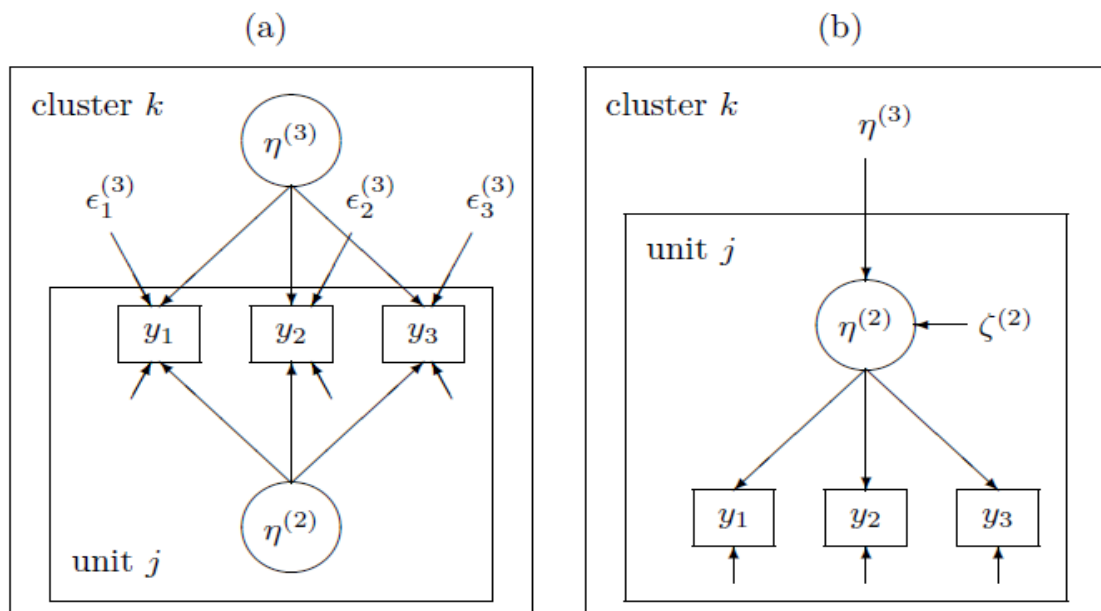 (a)
cluster k
η(3)
ϵ1(3) ϵ2(3) ϵ3(3)
y1 y2 y3
η(2)
unit j
(b)
cluster k
η(3)
unit j
η(2) ζ(2)
y1 y2 y3